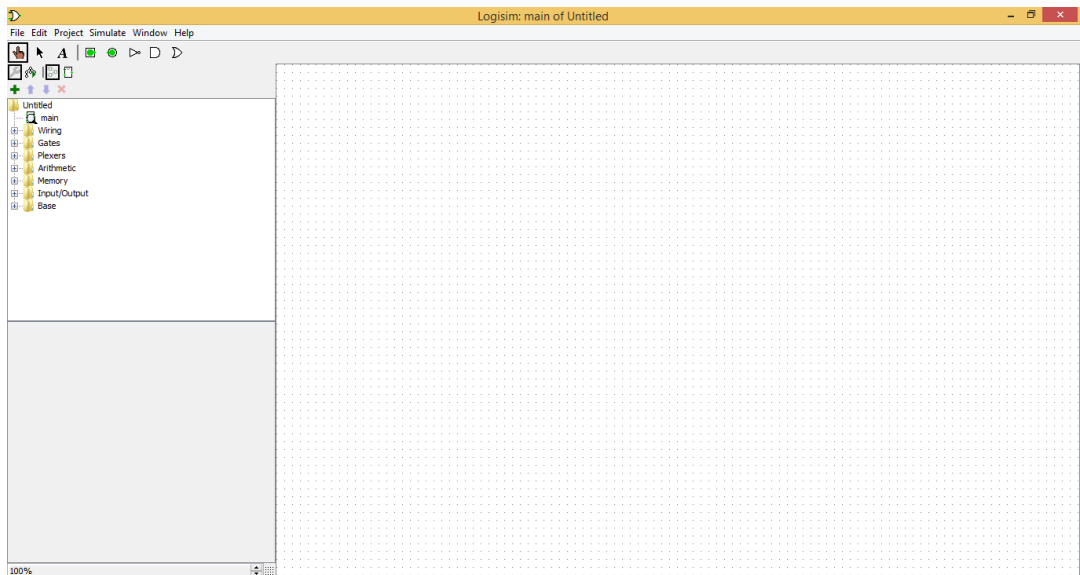 Logisim: main of Untitled
File Edit Project Simulate Window Help
A
Untitled
main
Wiring
Gates
Plexers
Arithmetic
Memory
Input/Output
Base
100%